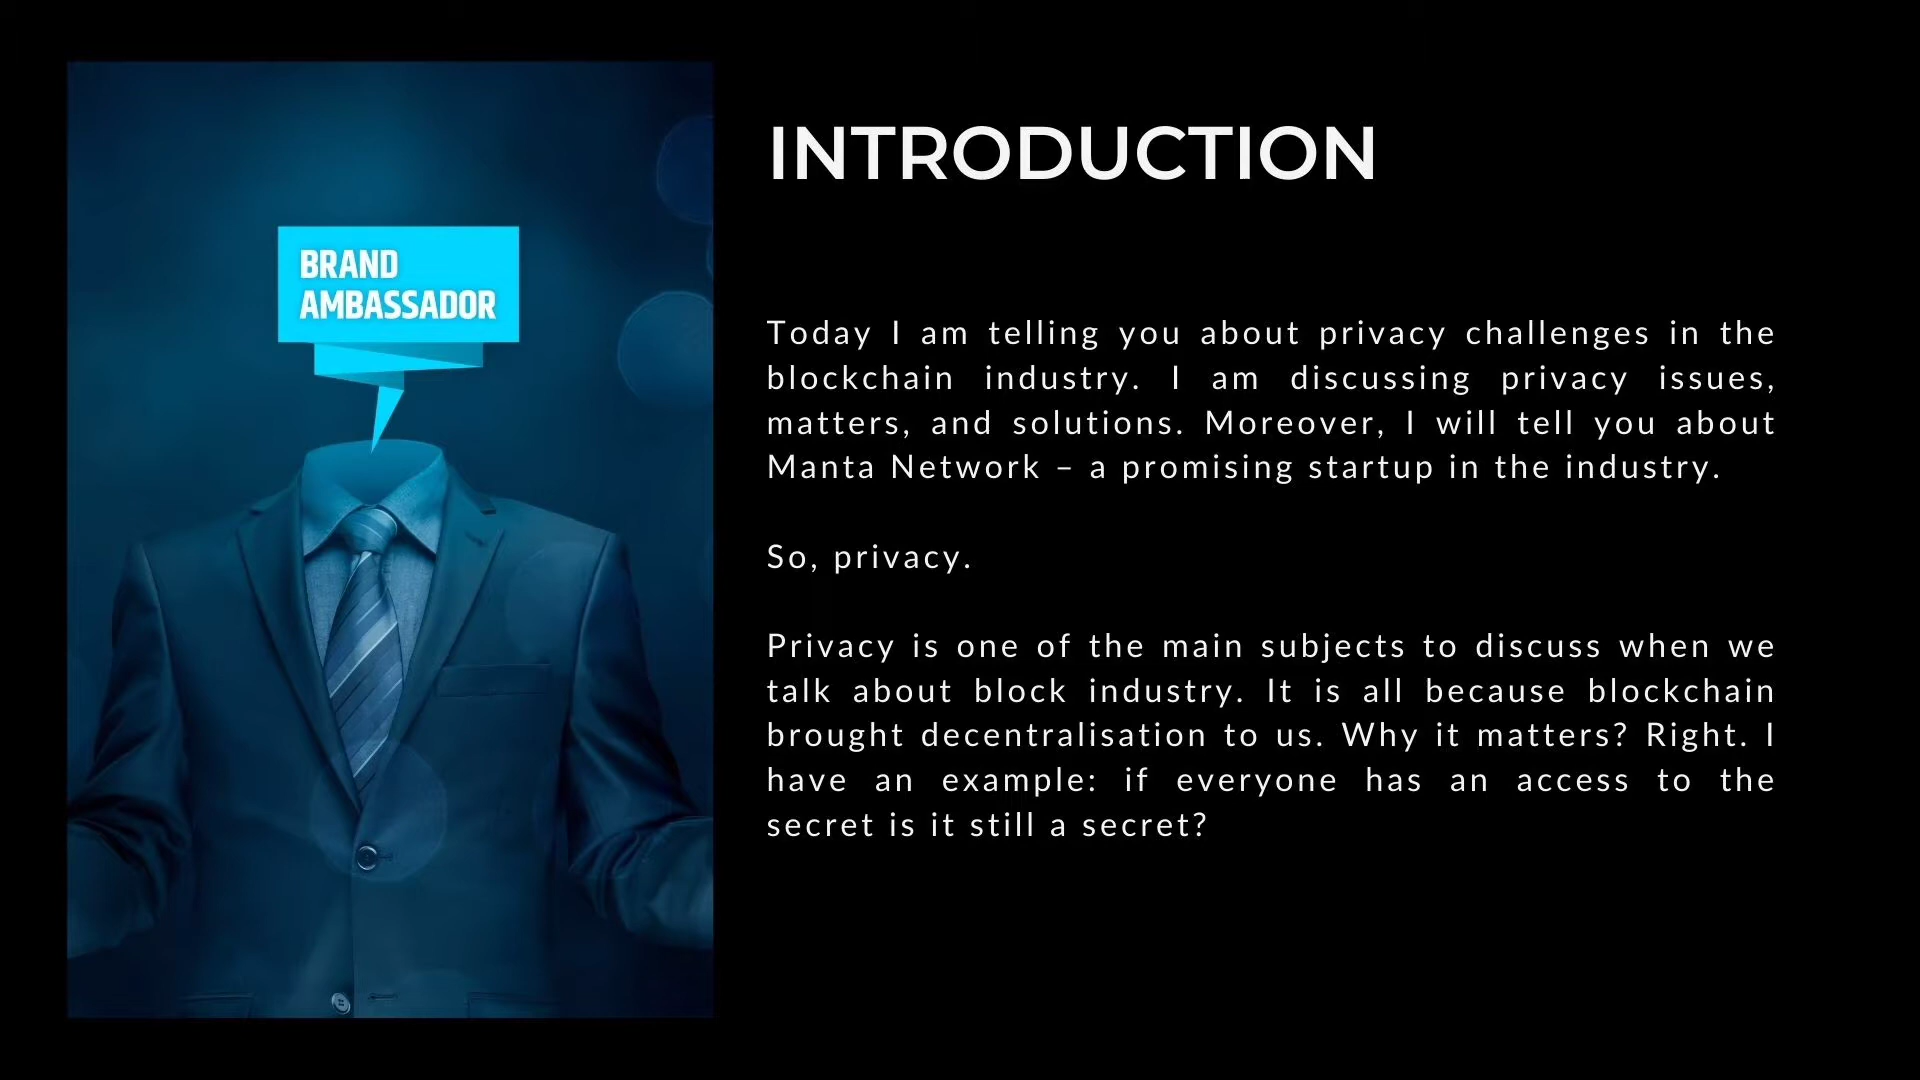 BRAND
AMBASSADOR
INTRODUCTION
Today I am telling you about privacy challenges in the
blockchain industry. I am discussing privacy issues,
matters, and solutions. Moreover, I will tell you about
Manta Network – a promising startup in the industry.
So, privacy.
Privacy is one of the main subjects to discuss when we
talk about block industry. It is all because blockchain
brought decentralisation to us. Why it matters? Right. I
have an example: if everyone has an access to the
secret is it still a secret?